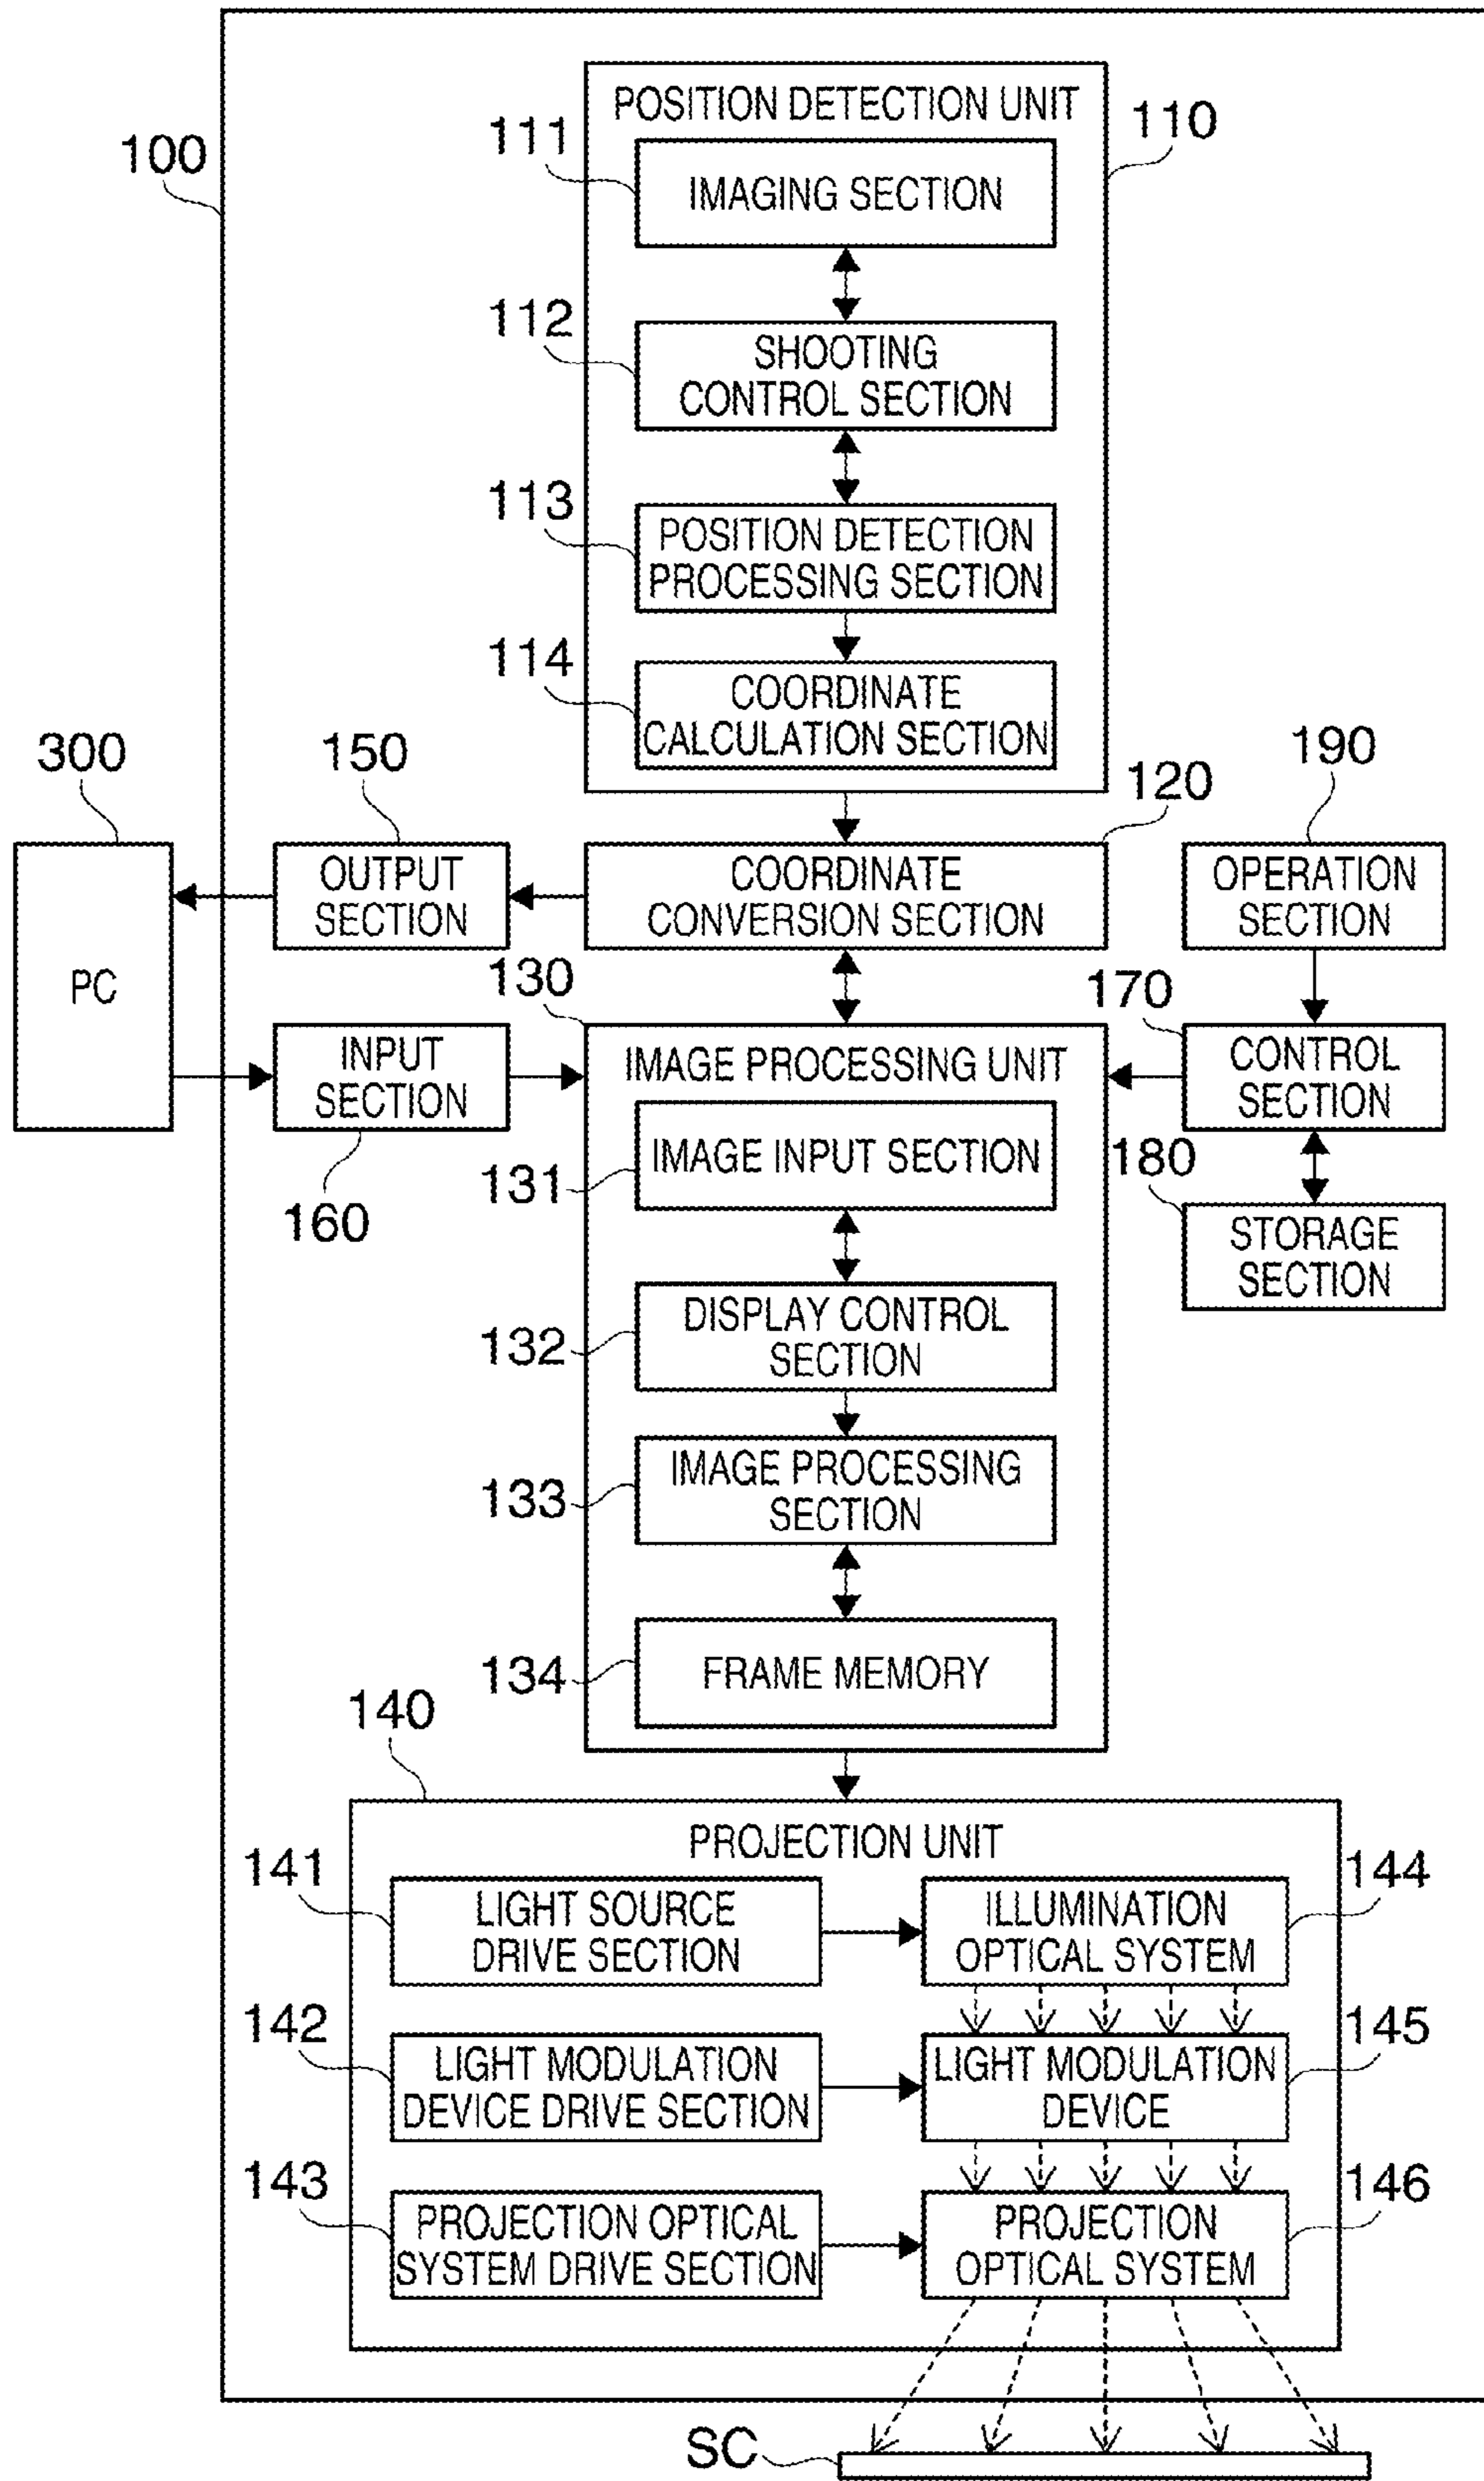 100
POSITION DETECTION UNIT
110
111
IMAGING SECTION
112
SHOOTING
CONTROL SECTION
113
POSITION DETECTION
PROCESSING SECTION
114
COORDINATE
CALCULATION SECTION
300
PC
150
OUTPUT
SECTION
120
COORDINATE
CONVERSION SECTION
190
OPERATION
SECTION
INPUT
SECTION
160
130
IMAGE PROCESSING UNIT
170
CONTROL
SECTION
180
STORAGE
SECTION
131
IMAGE INPUT SECTION
132
DISPLAY CONTROL
SECTION
133
IMAGE PROCESSING
SECTION
134
FRAME MEMORY
140
PROJECTION UNIT
141
LIGHT SOURCE
DRIVE SECTION
144
ILLUMINATION
OPTICAL SYSTEM
142
LIGHT MODULATION
DEVICE DRIVE SECTION
145
LIGHT MODULATION
DEVICE
143
PROJECTION OPTICAL
SYSTEM DRIVE SECTION
146
PROJECTION
OPTICAL SYSTEM
SC